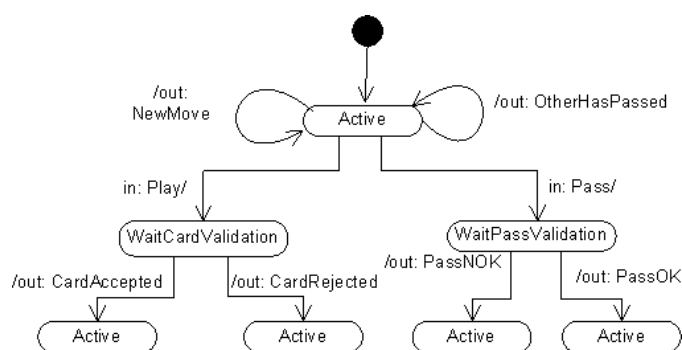 /out:
NewMove
/out: OtherHasPassed
Active
in: Play/
in: Pass/
WaitCardValidation
WaitPassValidation
/out: CardAccepted
/out: CardRejected
/out: PassNOK
/out: PassOK
Active
Active
Active
Active